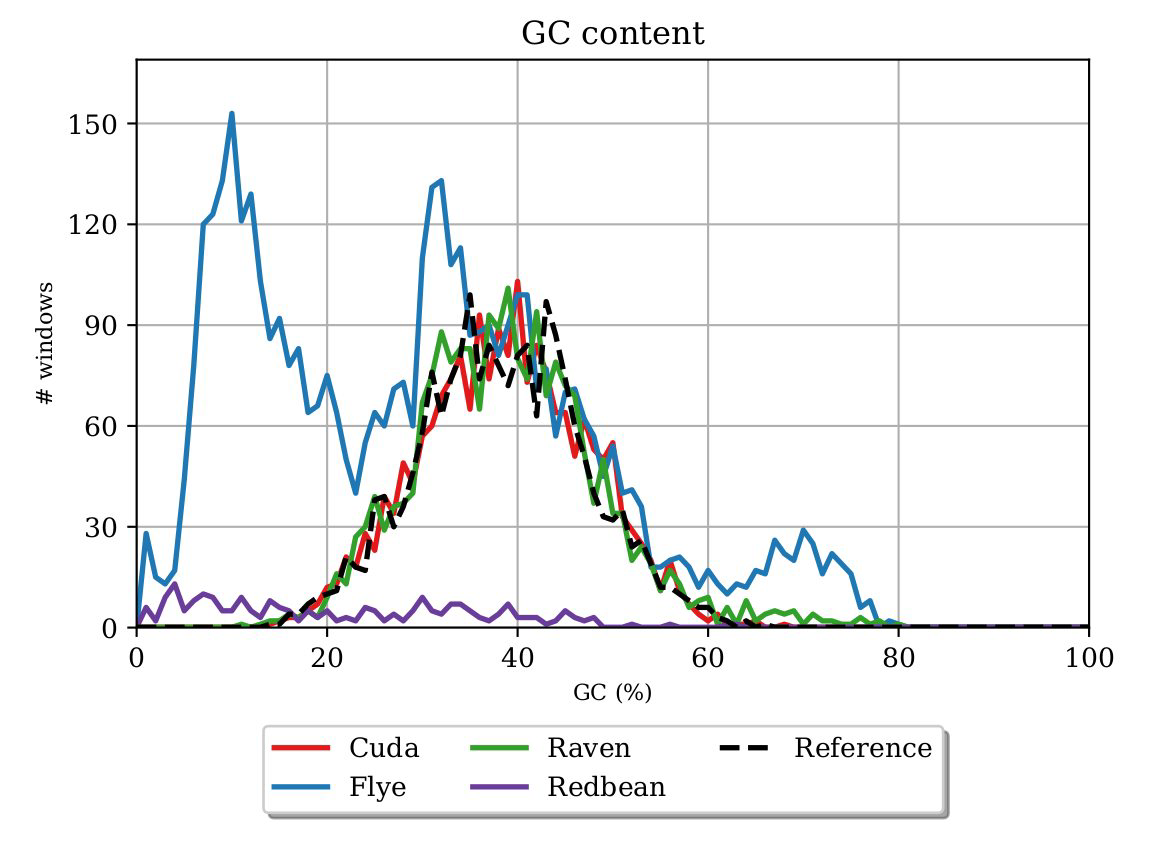 GC content
150
120
90
60
30
0
# windows
0 20 40 60 80 100
GC (%)
Cuda Raven Reference
Flye Redbean